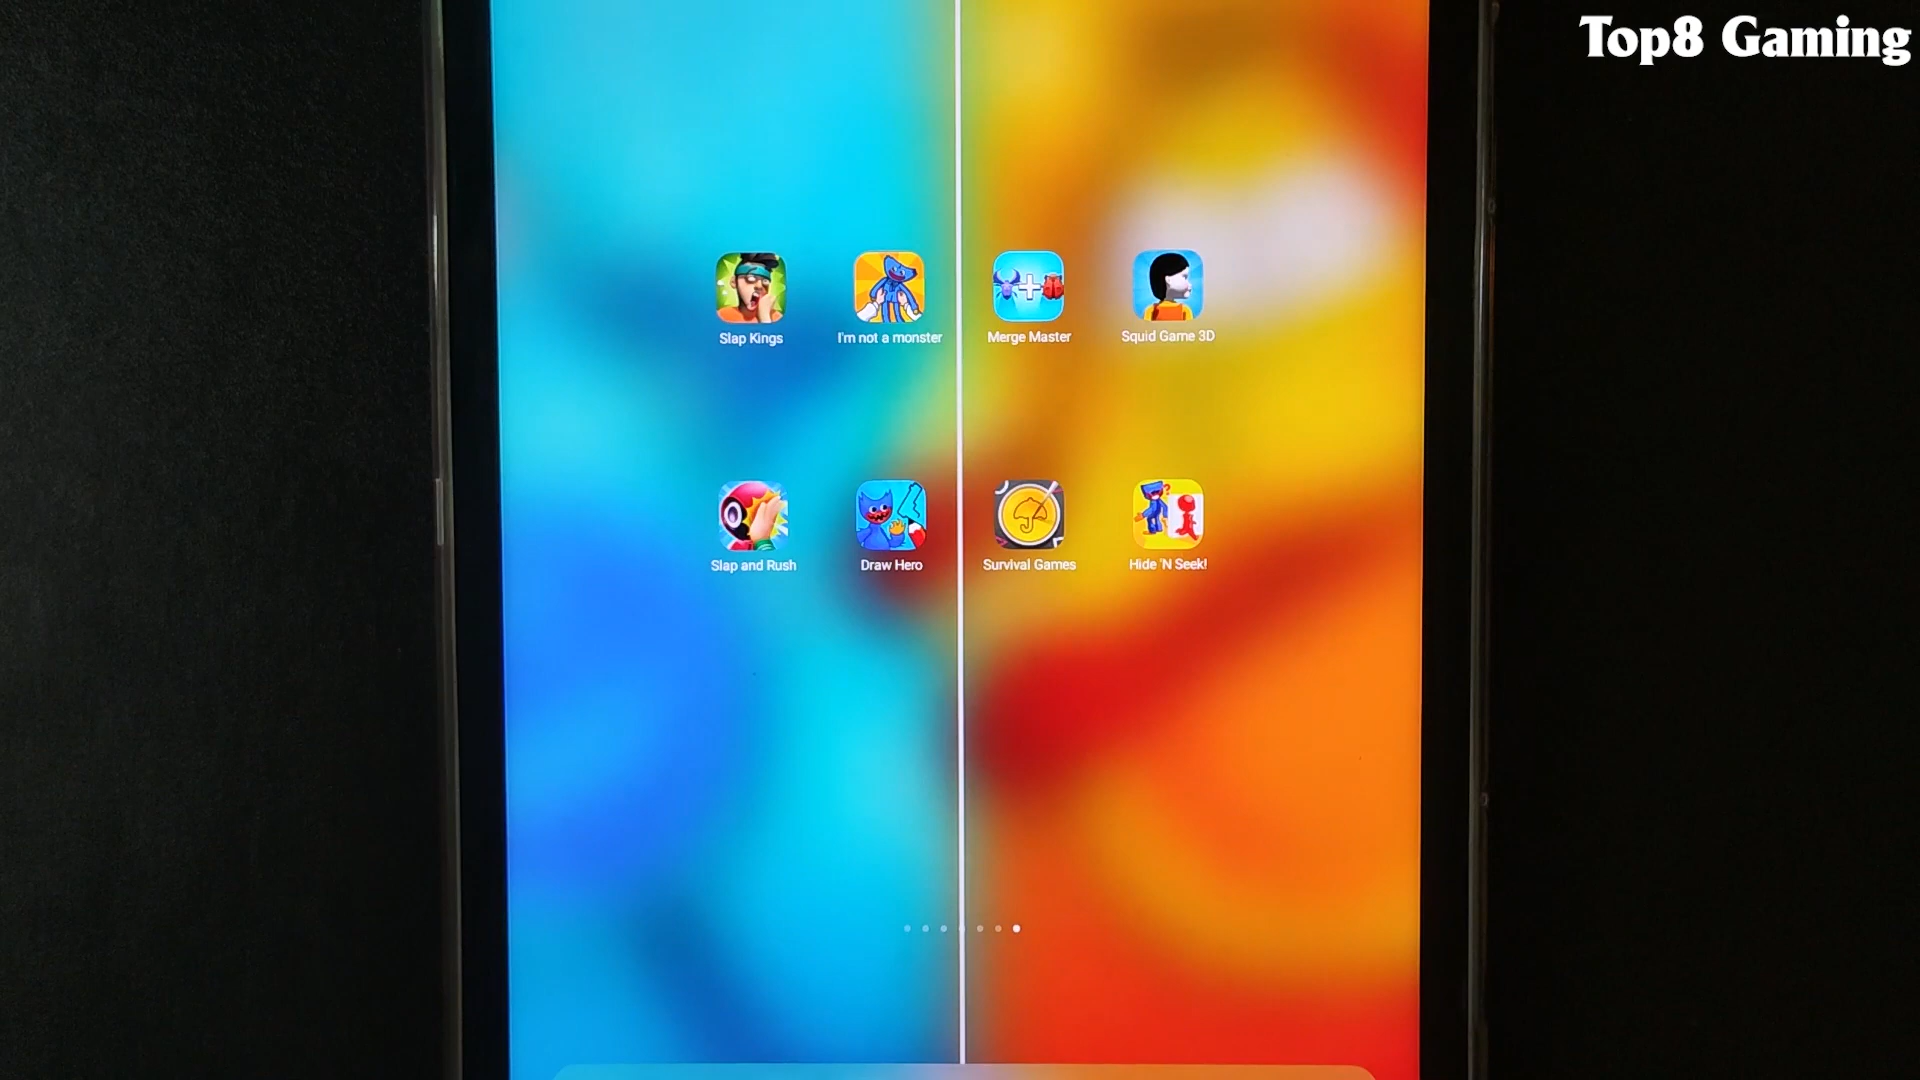 Top8 Gaming
Slap Kings
I'm not a monster
Merge Master
Squid Game 3D
Slap and Rush
Draw Hero
Survival Games
Hide 'N Seek!